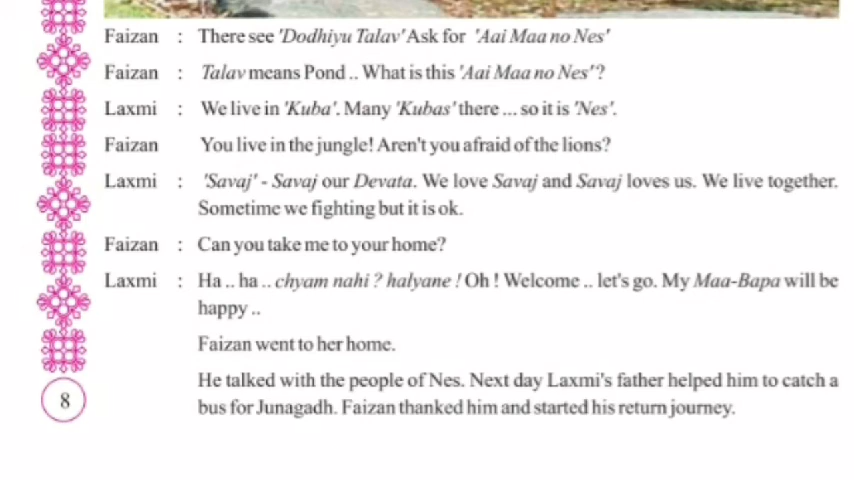 Faizan : There see 'Dodhiyu Talav' Ask for 'Aai Maa no Nes'
Faizan : Talav means Pond .. What is this 'Aai Maa no Nes'?
Laxmi : We live in 'Kuba'. Many 'Kubas' there ... so it is 'Nes'.
Faizan You live in the jungle! Aren't you afraid of the lions?
Laxmi : 'Savaj' - Savaj our Devata. We love Savaj and Savaj loves us. We live together.
Sometime we fighting but it is ok.
Faizan : Can you take me to your home?
Laxmi : Ha .. ha .. chyam nahi ? halyane ! Oh ! Welcome .. let's go. My Maa-Bapa will be
happy ..
Faizan went to her home.
He talked with the people of Nes. Next day Laxmi's father helped him to catch a
8
bus for Junagadh. Faizan thanked him and started his return journey.